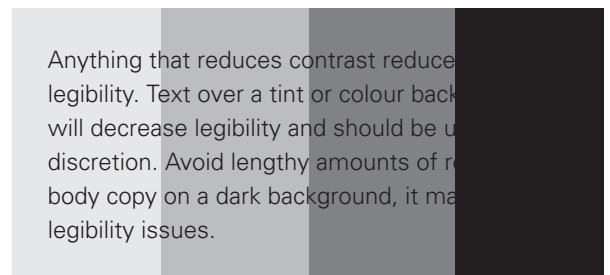 Anything that reduces contrast reduce
legibility. Text over a tint or colour back
will decrease legibility and should be u
discretion. Avoid lengthy amounts of r
body copy on a dark background, it ma
legibility issues.